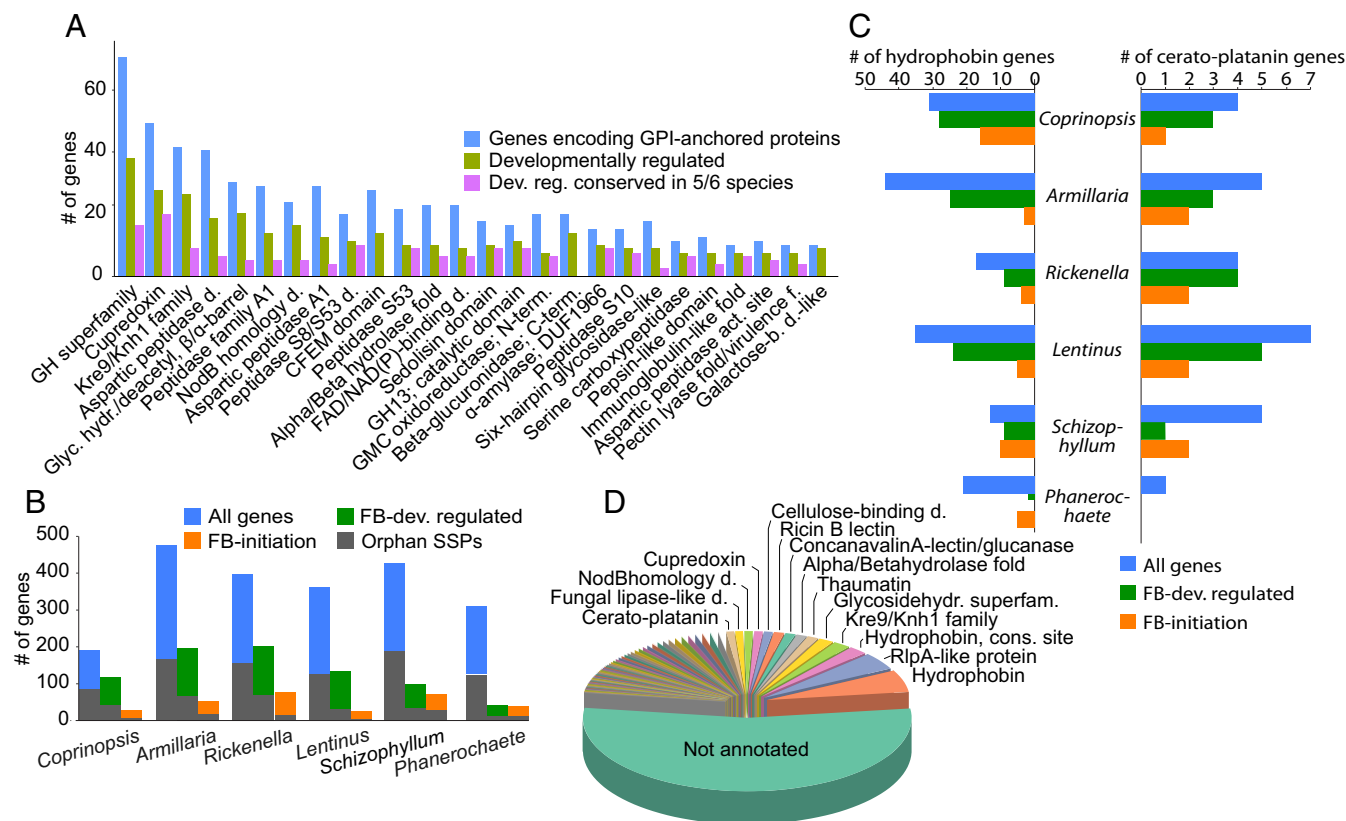 A
# of genes
60
40
20
0
Genes encoding GPI-anchored proteins
Developmentally regulated
Dev. reg. conserved in 5/6 species
GH superfamily
Cupredoxin
Kre9/Knh1 family
Aspartic peptidase d.
Glyc. hydr./deacetyl, β/α-barrel
Peptidase family A1
NodB homology d.
Aspartic peptidase A1
Peptidase S8/S53 d.
CFEM domain
Peptidase S53
Alpha/Beta hydrolase fold
FAD/NAD(P)-binding d.
Sedolisin domain
GH13; catalytic domain
GMC oxidoreductase; N-term.
Beta-glucuronidase; C-term.
α-amylase; DUF1966
Peptidase S10
Six-hairpin glycosidase-like
Serine carboxypeptidase
Pepsin-like domain
Immunoglobulin-like fold
Aspartic peptidase act. site
Pectin lyase fold/virulence f.
Galactose-b. d.-like
B
# of genes
500
400
300
200
100
0
All genes
FB-dev. regulated
FB-initiation
Orphan SSPs
Coprinopsis
Armillaria
Rickenella
Lentinus
Schizophyllum
Phanerochaete
C
# of hydrophobin genes
# of cerato-platanin genes
50 40 30 20 10 0
0 1 2 3 4 5 6 7
Coprinopsis
Armillaria
Rickenella
Lentinus
Schizop-
hyllum
Phaneroc-
haete
All genes
FB-dev. regulated
FB-initiation
D
Cellulose-binding d.
Ricin B lectin
ConcanavalinA-lectin/glucanase
Alpha/Betahydrolase fold
Thaumatin
Glycosidehydr. superfam.
Kre9/Knh1 family
Hydrophobin, cons. site
RlpA-like protein
Hydrophobin
Cupredoxin
NodBhomology d.
Fungal lipase-like d.
Cerato-platanin
Not annotated